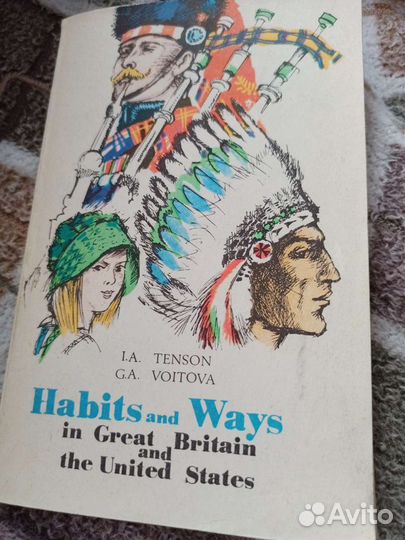 I.A. TENSON
G.A. VOITOVA
Habits and Ways
in Great Britain
and
the United States
Avito